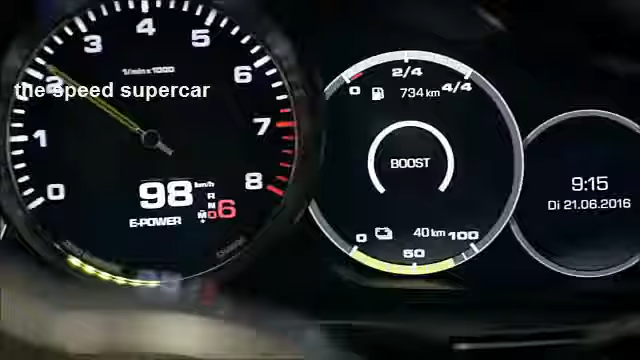 4
3 5
1/min x 1000
2 6
the speed supercar
1 7
0 8
98 km/h
E-POWER
R
N
D 6
M
+
2/4
0 734 km 4/4
BOOST
0 40 km 100
50
9:15
Di 21.06.2016